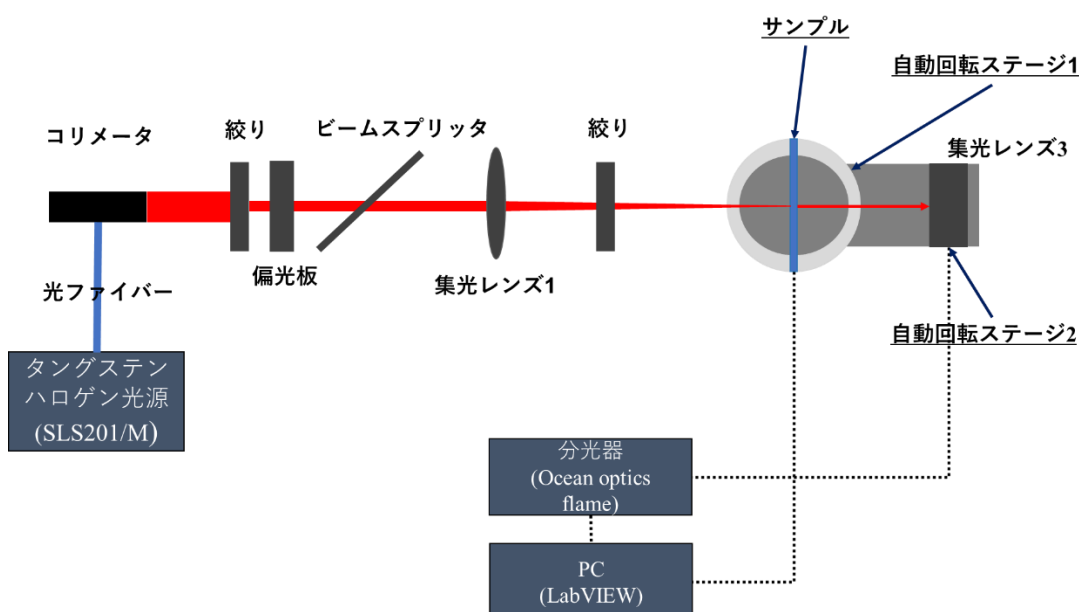 サンプル
自動回転ステージ1
コリメータ
絞り
ビームスプリッタ
絞り
集光レンズ3
偏光板
集光レンズ1
光ファイバー
自動回転ステージ2
タングステン
ハロゲン光源
(SLS201/M)
分光器
(Ocean optics
flame)
PC
(LabVIEW)